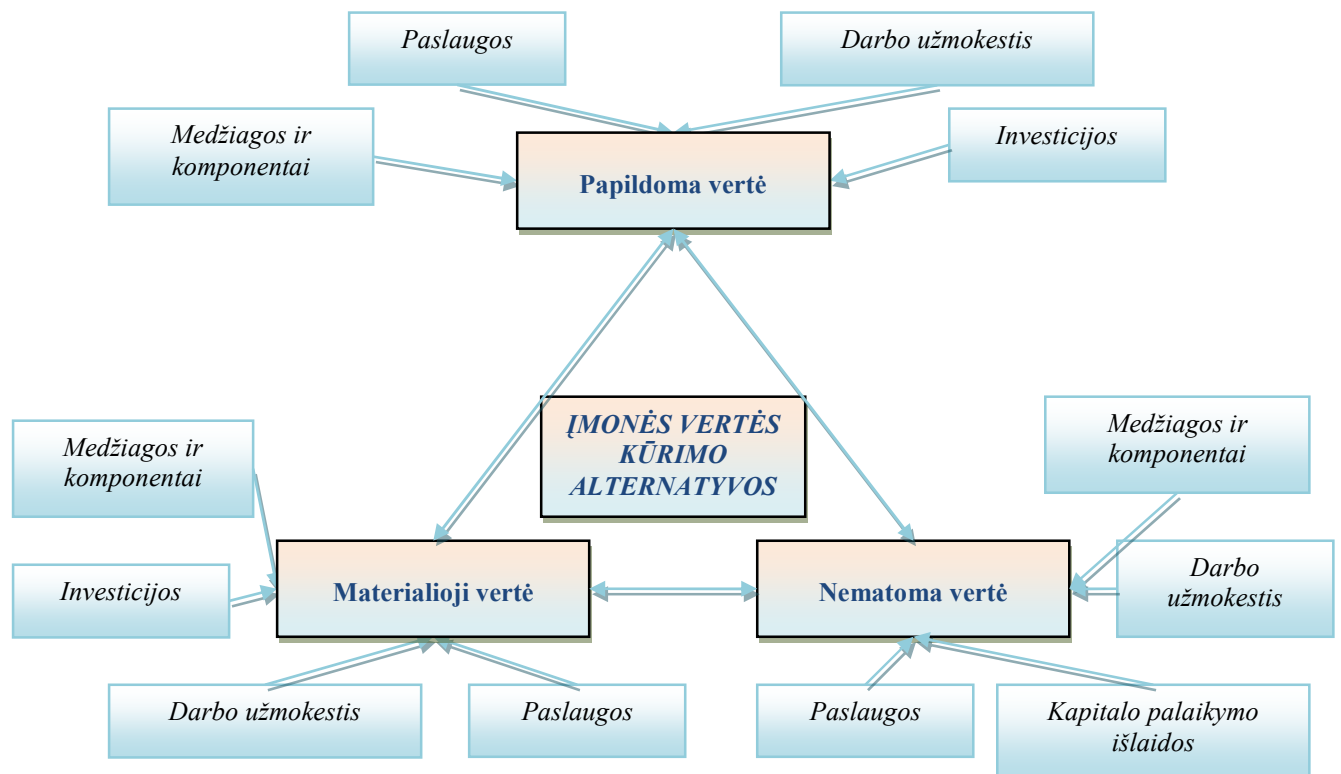 Paslaugos
Darbo užmokestis
Medžiagos ir
komponentai
Investicijos
Papildoma vertė
ĮMONĖS VERTĖS
KŪRIMO
ALTERNATYVOS
Medžiagos ir
komponentai
Medžiagos ir
komponentai
Investicijos
Materialioji vertė
Nematoma vertė
Darbo
užmokestis
Darbo užmokestis
Paslaugos
Paslaugos
Kapitalo palaikymo
išlaidos